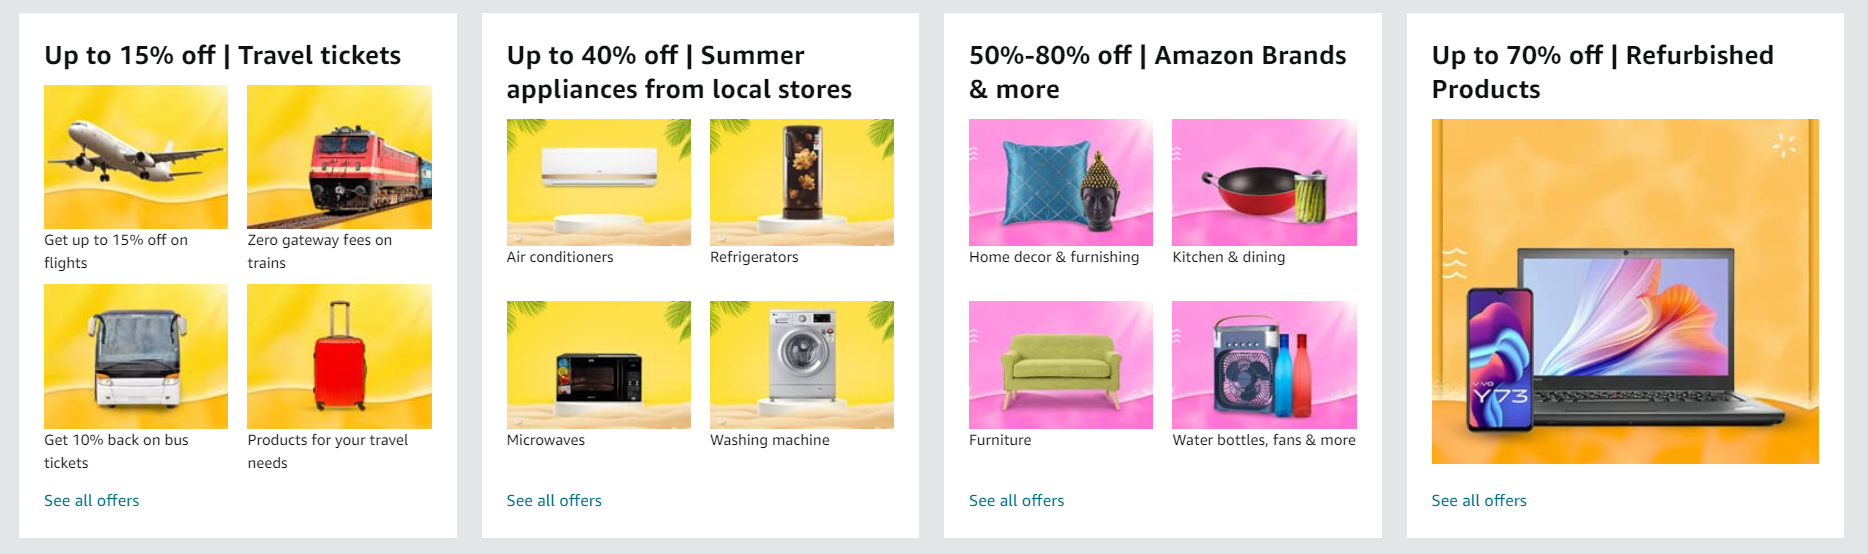 Up to 15% off | Travel tickets
Get up to 15% off on
flights
Zero gateway fees on
trains
Get 10% back on bus
tickets
Products for your travel
needs
See all offers
Up to 40% off | Summer
appliances from local stores
Air conditioners
Refrigerators
Microwaves
Washing machine
See all offers
50%-80% off | Amazon Brands
& more
Home decor & furnishing
Kitchen & dining
Furniture
Water bottles, fans & more
See all offers
Up to 70% off | Refurbished
Products
vivo
Y73
See all offers